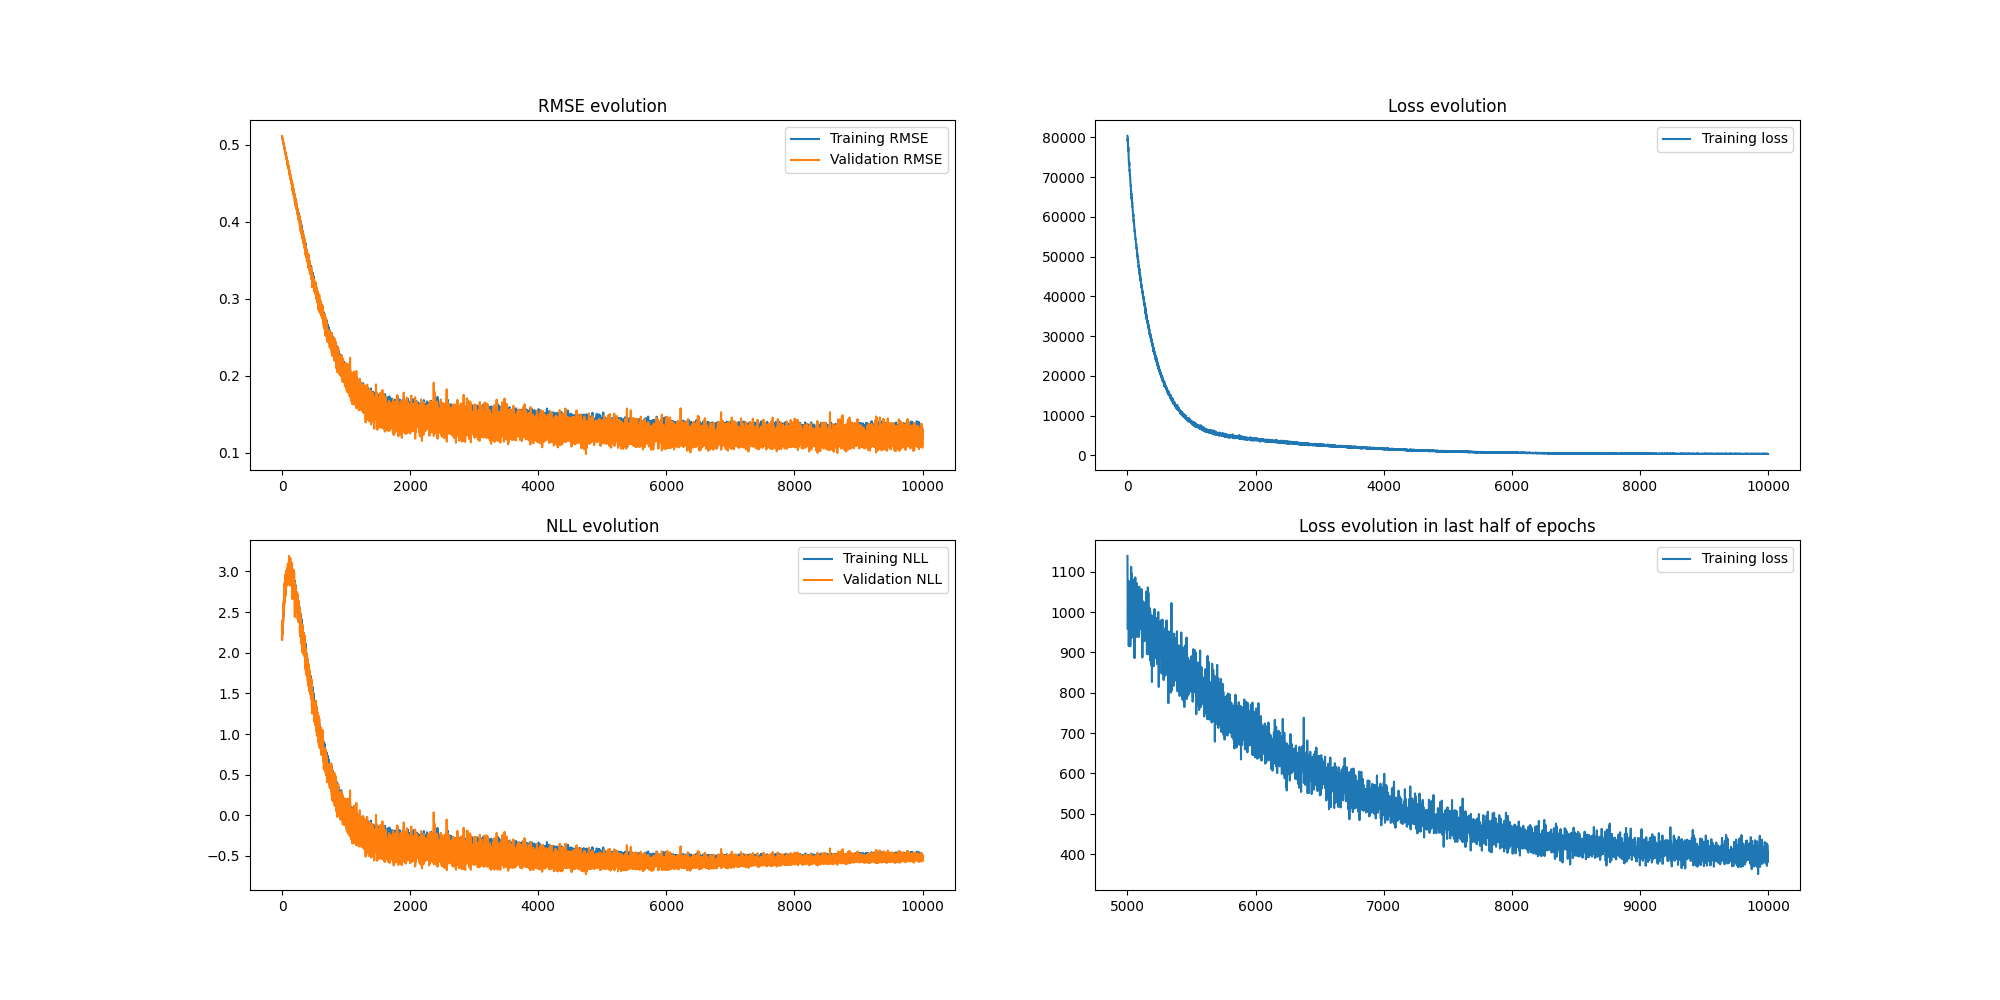 RMSE evolution
0.5
0.4
0.3
0.2
0.1
0 2000 4000 6000 8000 10000
Training RMSE
Validation RMSE
Loss evolution
80000
70000
60000
50000
40000
30000
20000
10000
0
0 2000 4000 6000 8000 10000
Training loss
NLL evolution
3.0
2.5
2.0
1.5
1.0
0.5
0.0
−0.5
0 2000 4000 6000 8000 10000
Training NLL
Validation NLL
Loss evolution in last half of epochs
1100
1000
900
800
700
600
500
400
5000 6000 7000 8000 9000 10000
Training loss